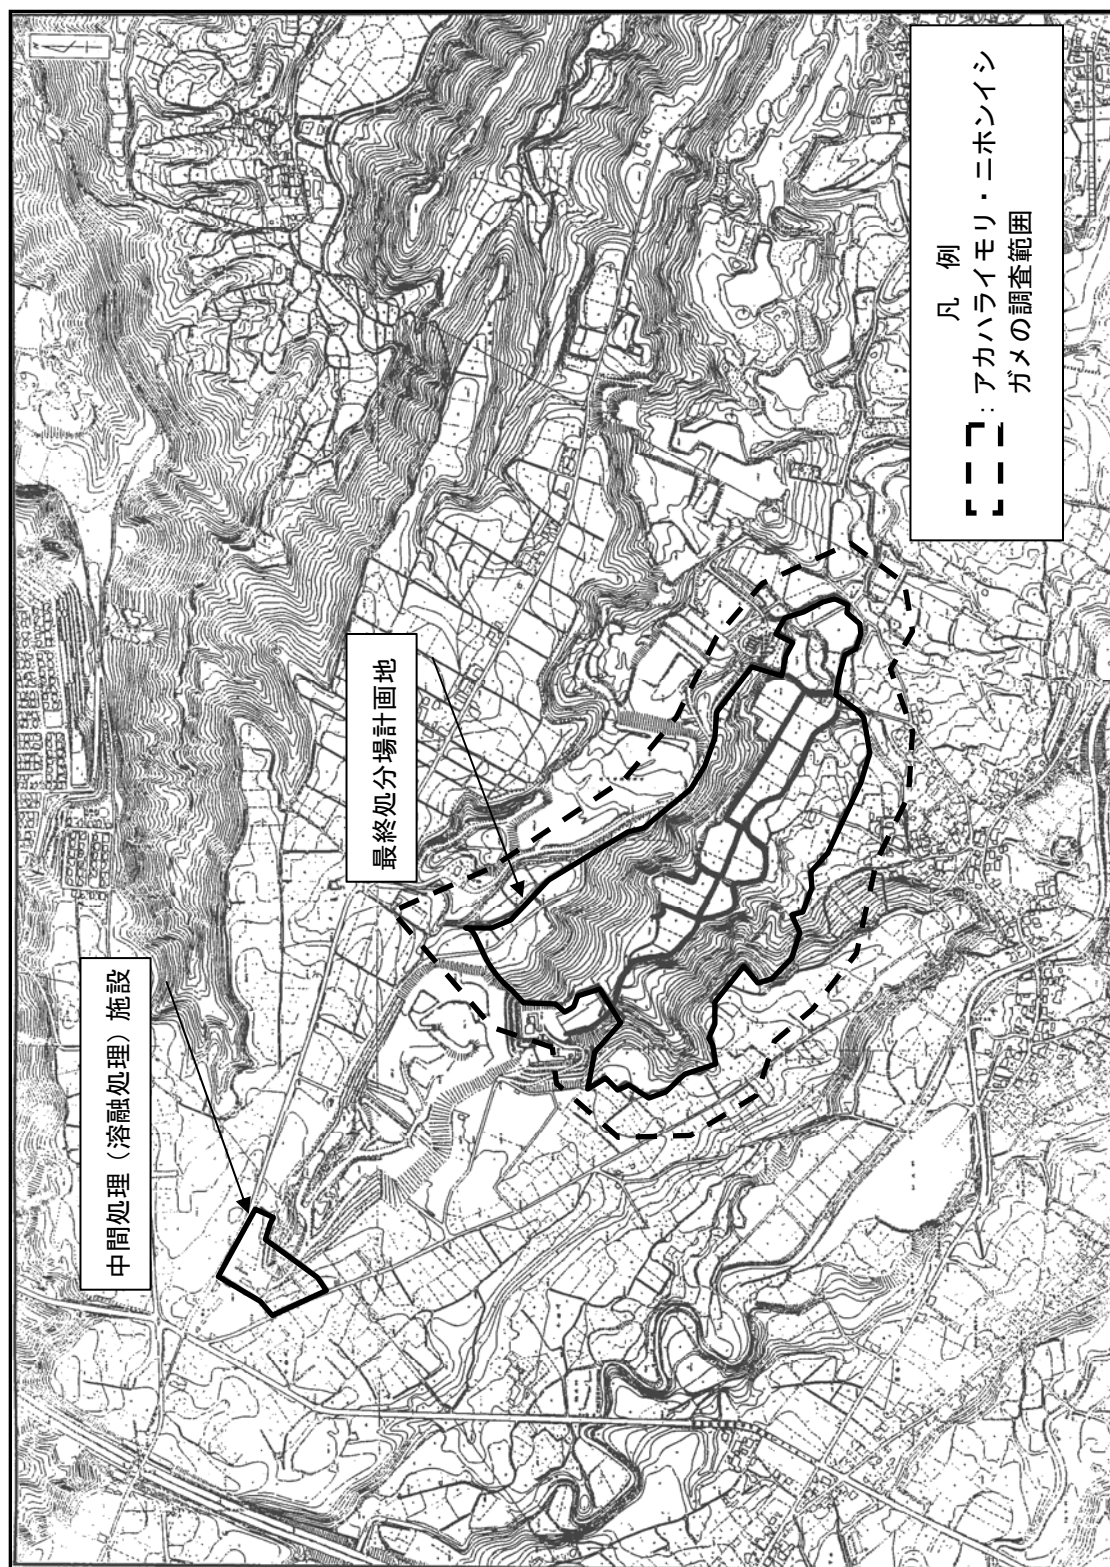 中間処理（溶融処理）施設
最終処分場計画地
凡　例
：アカハライモリ・ニホンイシ
ガメの調査範囲